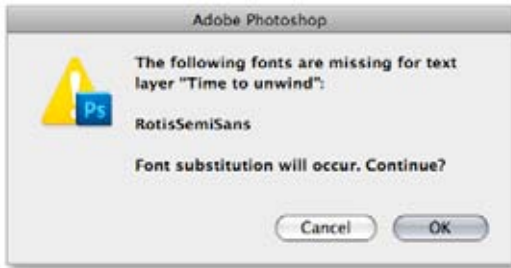 Adobe Photoshop
The following fonts are missing for text
layer "Time to unwind":
Ps
RotisSemiSans
Font substitution will occur. Continue?
Cancel OK